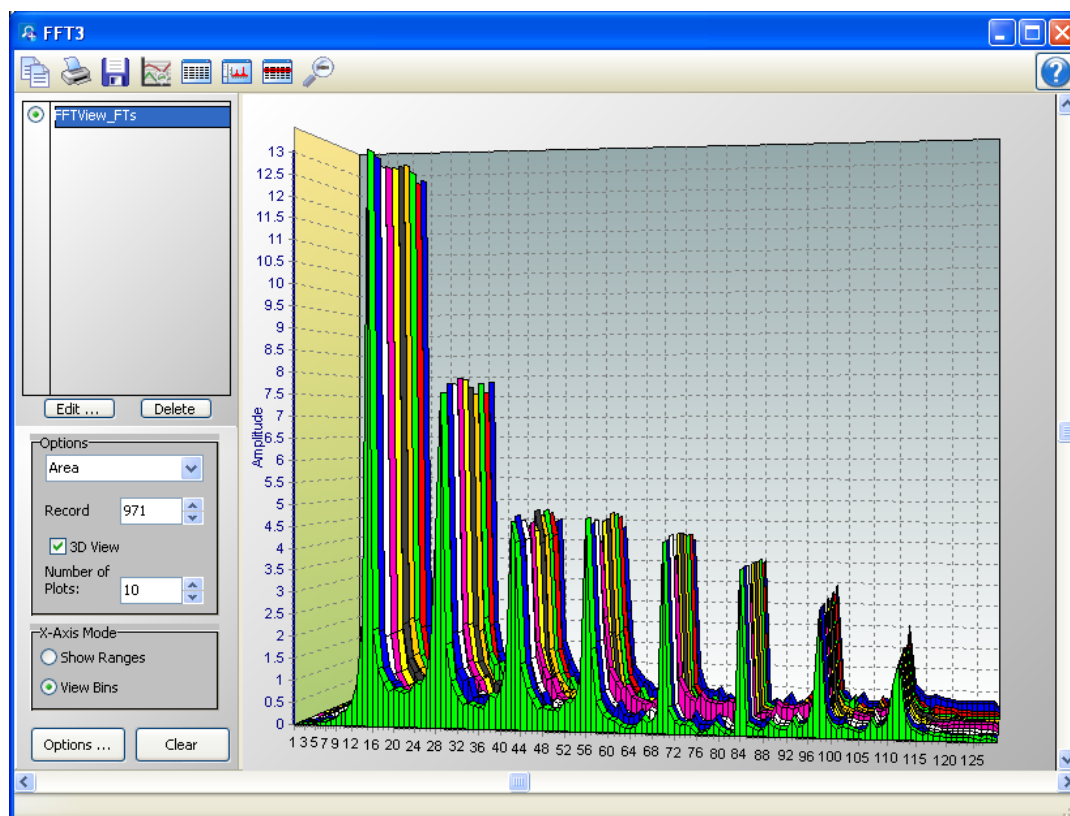 FFT3
FFTView_FTs
Edit ...
Delete
Options
Area
Record
971
3D View
Number of
Plots:
10
X-Axis Mode
Show Ranges
View Bins
Options ...
Clear
Amplitude
13
12.5
12
11.5
11
10.5
10
9.5
9
8.5
8
7.5
7
6.5
6
5.5
5
4.5
4
3.5
3
2.5
2
1.5
1
0.5
0
1 3 5 7 9 12 16 20 24 28 32 36 40 44 48 52 56 60 64 68 72 76 80 84 88 92 96 100 105 110 115 120 125